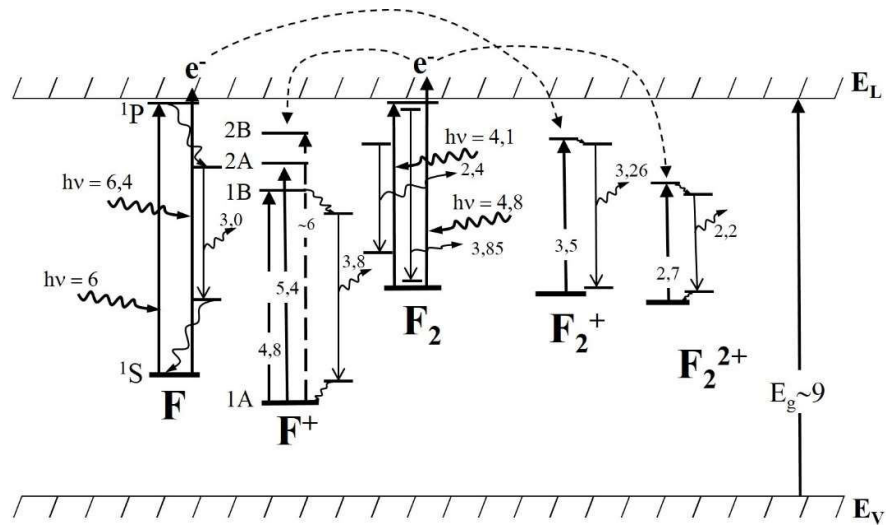 e⁻
e⁻
E_L
¹P
2B
2A
1B
hν = 4,1
2,4
3,26
hν = 6,4
~6
hν = 4,8
3,0
3,8
3,85
3,5
2,2
hν = 6
5,4
2,7
4,8
F₂
F₂⁺
F₂²⁺
¹S
F
1A
F⁺
E_g~9
E_V